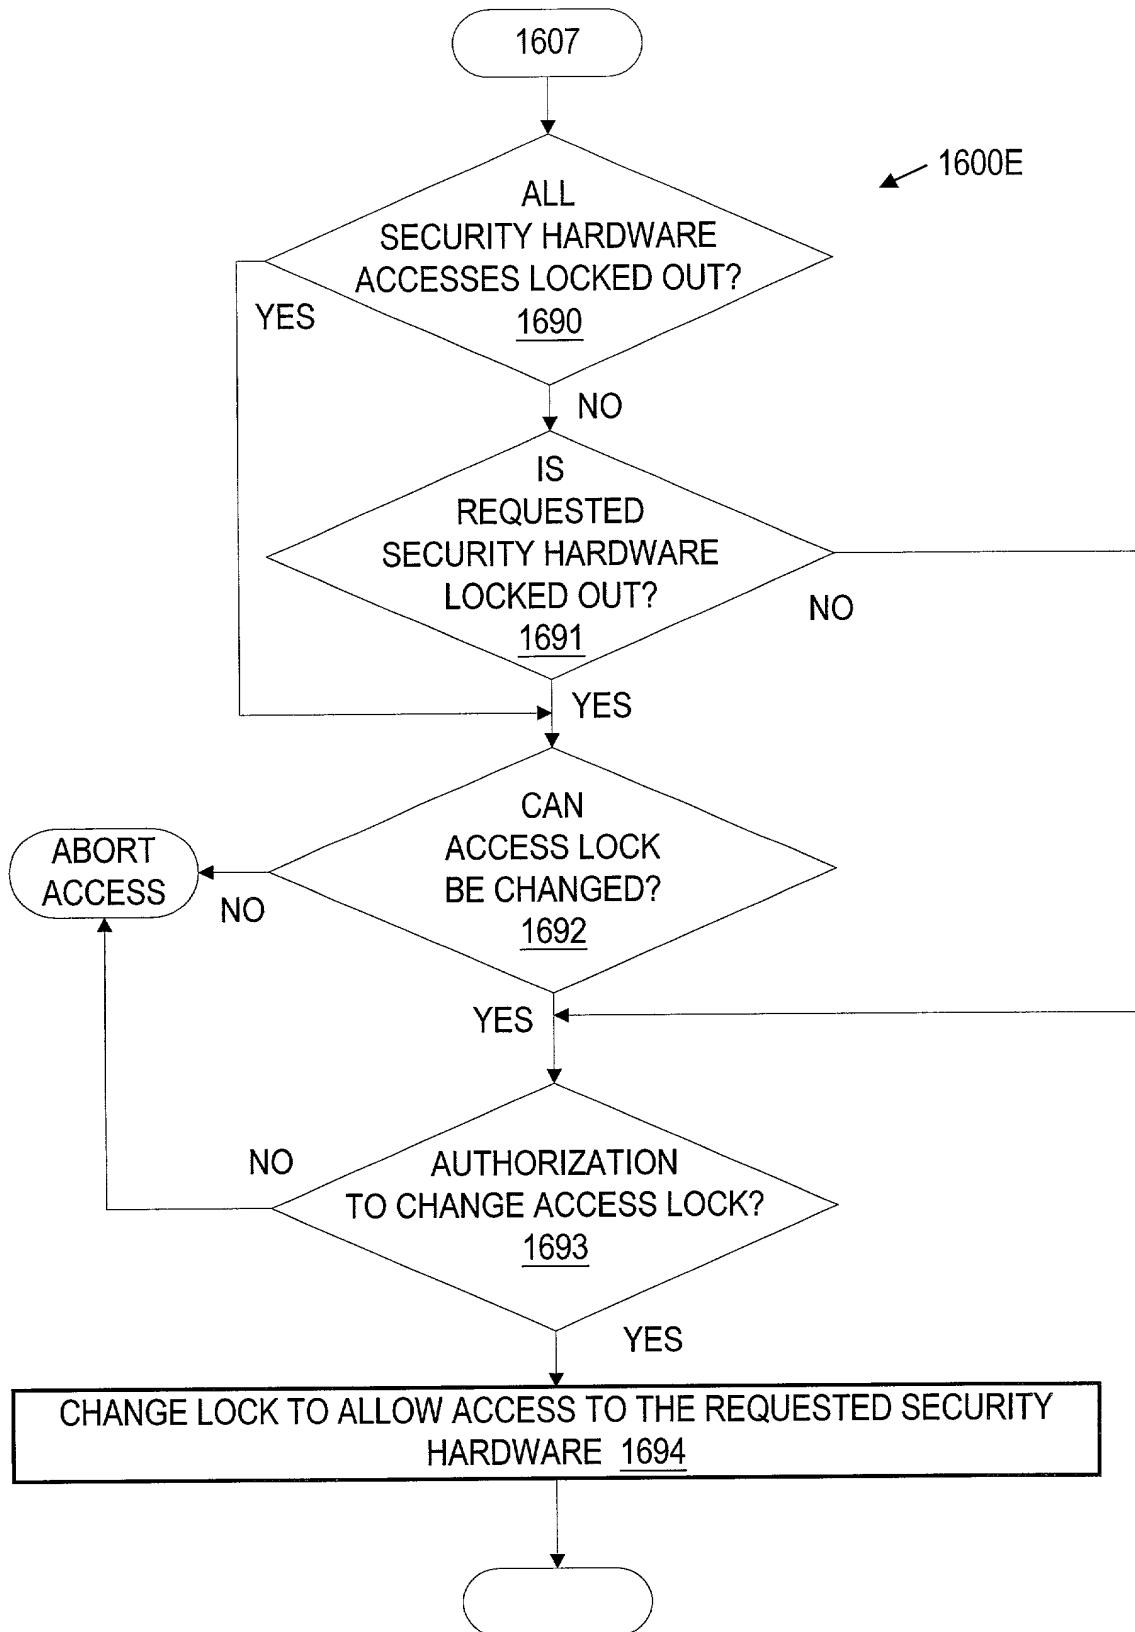 1607
1600E
ALL
SECURITY HARDWARE
ACCESSES LOCKED OUT?
1690
YES
NO
IS
REQUESTED
SECURITY HARDWARE
LOCKED OUT?
1691
NO
YES
CAN
ACCESS LOCK
BE CHANGED?
1692
ABORT
ACCESS
NO
YES
NO
AUTHORIZATION
TO CHANGE ACCESS LOCK?
1693
YES
CHANGE LOCK TO ALLOW ACCESS TO THE REQUESTED SECURITY
HARDWARE 1694